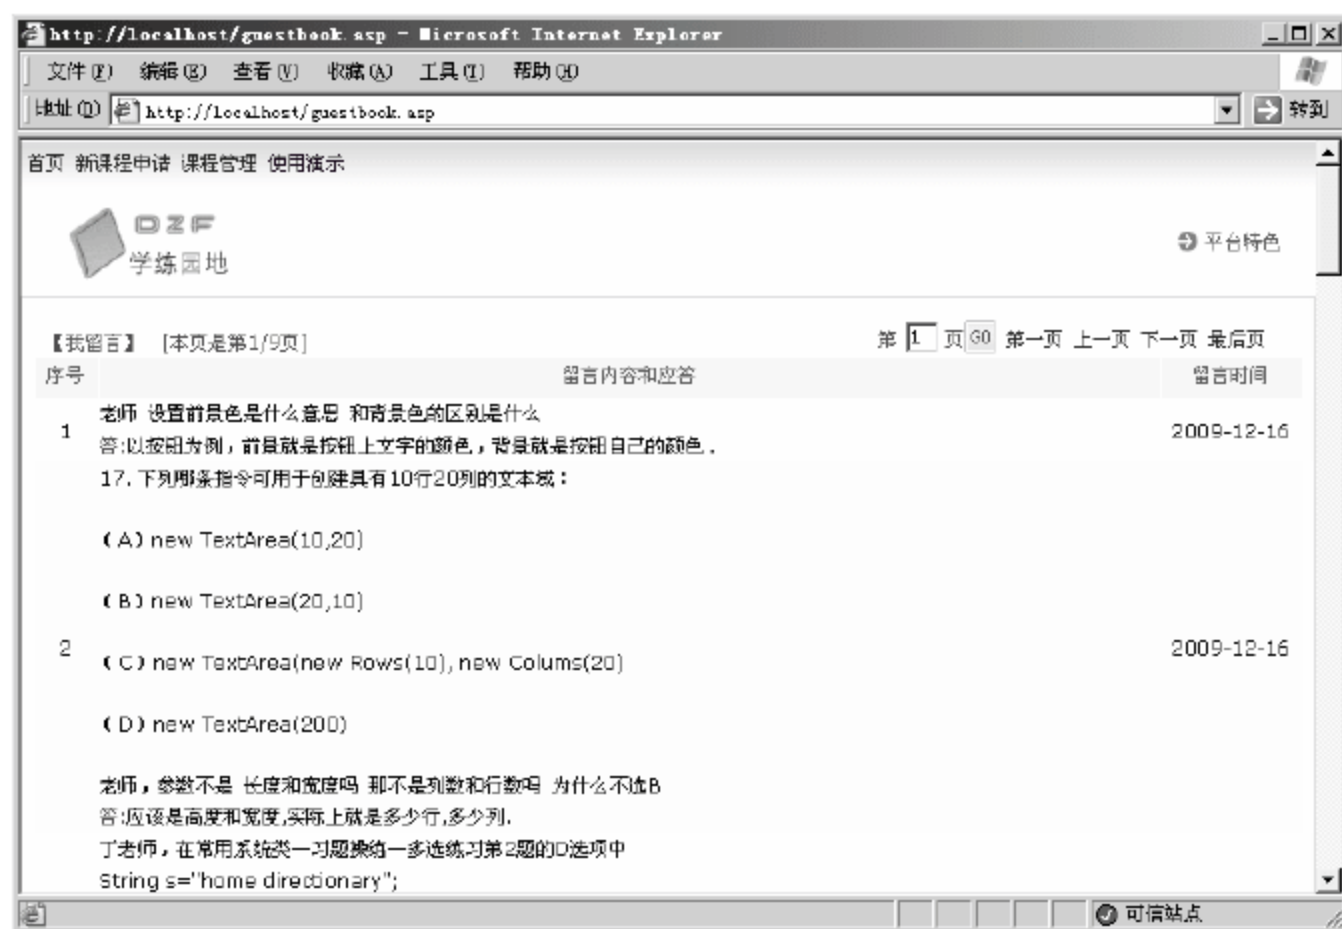 http://localhost/guestbook.asp - Microsoft Internet Explorer
文件(F) 编辑(E) 查看(V) 收藏(A) 工具(T) 帮助(H)
地址(D) http://localhost/guestbook.asp 转到
首页 新课程申请 课程管理 使用演示
DZF
学练园地
平台特色
【我留言】 [本页是第1/9页] 第 1 页 GO 第一页 上一页 下一页 最后页
序号 留言内容和应答 留言时间
老师 设置前景色是什么意思 和背景色的区别是什么
1 2009-12-16
答:以按钮为例，前景就是按钮上文字的颜色，背景就是按钮自己的颜色．
17. 下列哪条指令可用于创建具有10行20列的文本域：
(A) new TextArea(10,20)
(B) new TextArea(20,10)
2 2009-12-16
(C) new TextArea(new Rows(10), new Colums(20)
(D) new TextArea(200)
老师，参数不是 长度和宽度吗 那不是列数和行数吗 为什么不选B
答:应该是高度和宽度,实际上就是多少行,多少列.
丁老师，在常用系统类—习题操练—多选练习第2题的D选项中
String s="home directionary";
可信站点